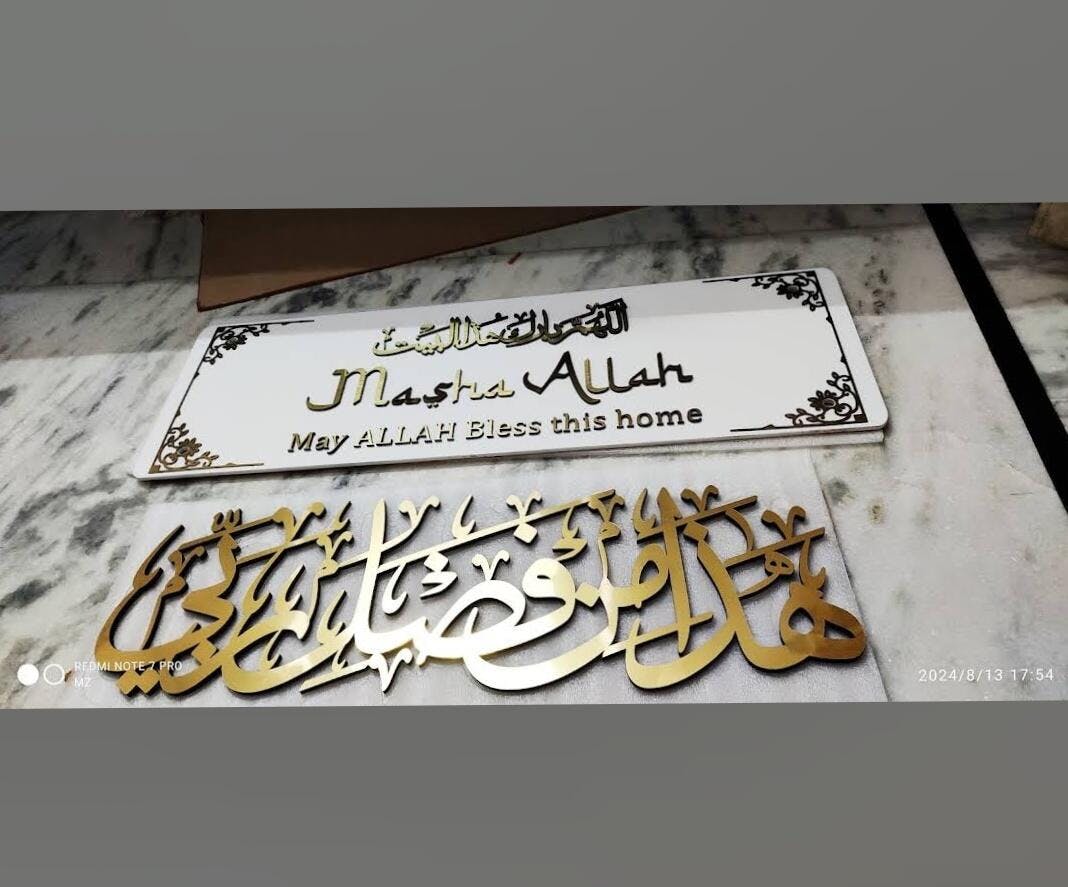 اللهم بارك هذا البيت
Masha Allah
May ALLAH Bless this home
هذا من فضل ربي
REDMI NOTE 7 PRO
MZ
2024/8/13 17:54